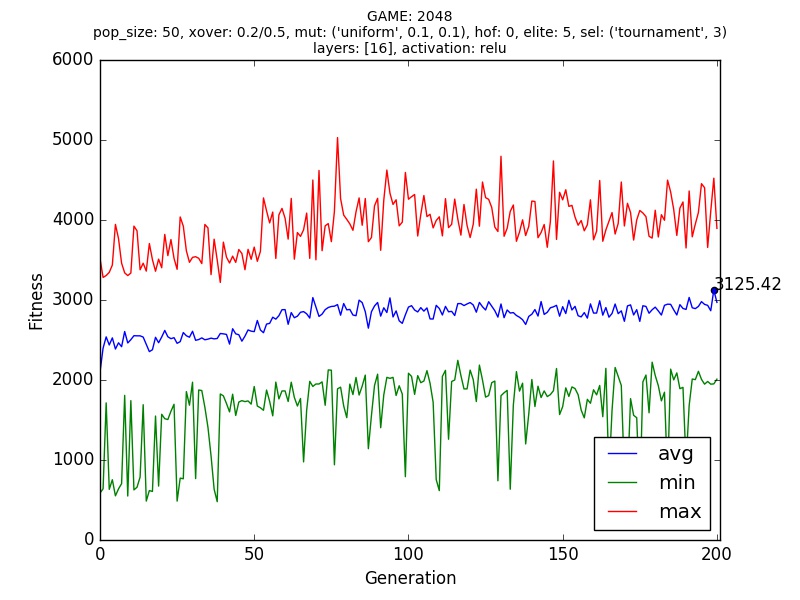 GAME: 2048
pop_size: 50, xover: 0.2/0.5, mut: ('uniform', 0.1, 0.1), hof: 0, elite: 5, sel: ('tournament', 3)
layers: [16], activation: relu
6000
5000
4000
3000
2000
1000
0
Fitness
3125.42
avg
min
max
0 50 100 150 200
Generation